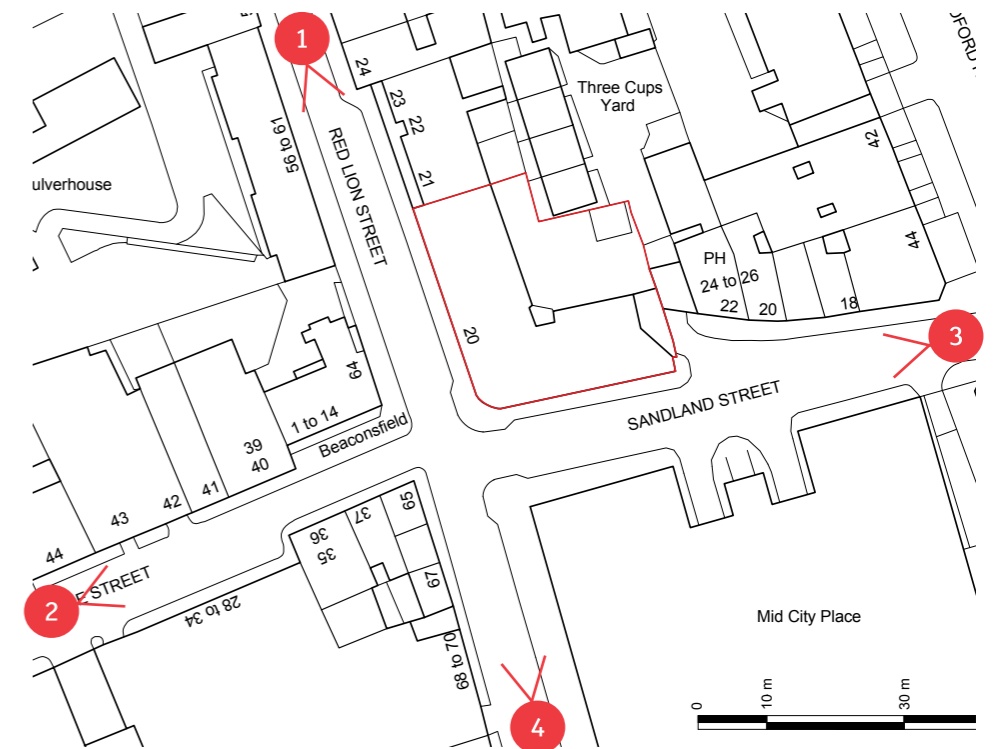 1
24
Three Cups
Yard
23
22
21
56 to 61
RED LION STREET
ulverhouse
42
44
PH
24 to 26
22
20
18
20
3
64
SANDLAND STREET
1 to 14
Beaconsfield
39
40
41
42
43
44
65
37
36
35
67
E STREET
2
28 to 34
68 to 70
Mid City Place
4
0
10 m
30 m